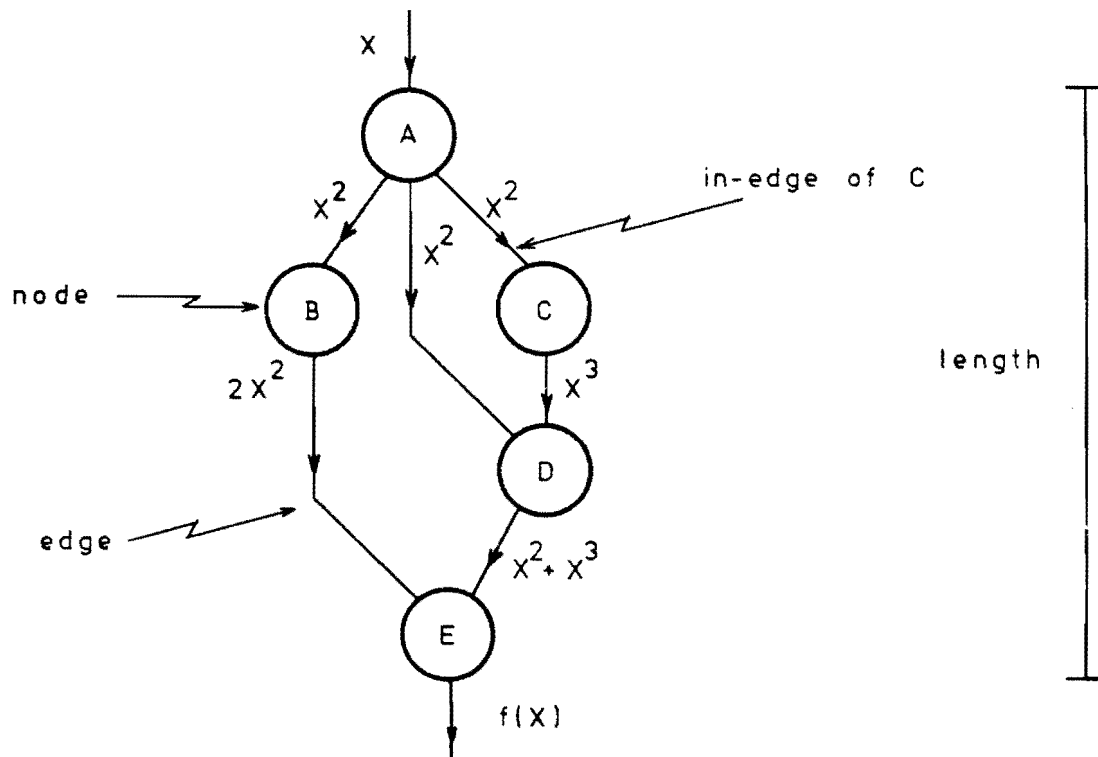 X
A
X²
X²
X²
in-edge of C
node
B
C
length
2X²
X³
D
edge
X²+ X³
E
f(X)